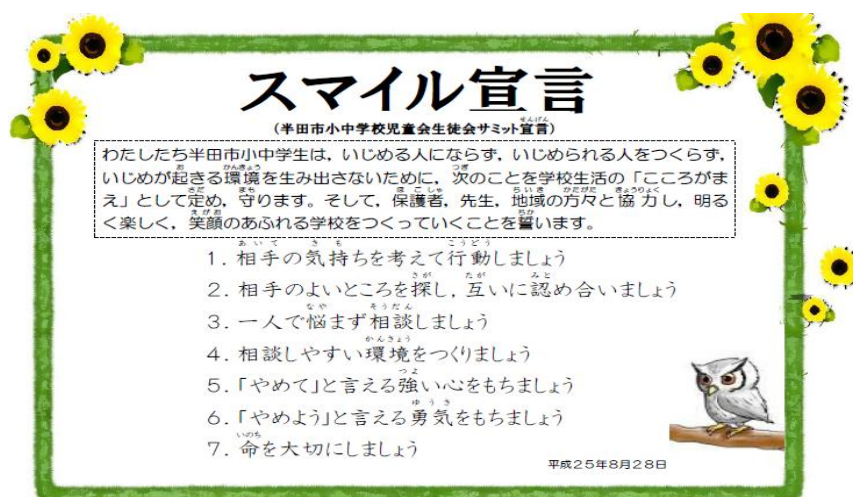 スマイル宣言
(半田市小中学校児童会生徒会サミット宣言)
わたしたち半田市小中学生は，いじめる人にならず，いじめられる人をつくらず，
いじめが起きる環境を生み出さないために，次のことを学校生活の「こころがま
え」として定め，守ります。そして，保護者，先生，地域の方々と協力し，明る
く楽しく，笑顔のあふれる学校をつくっていくことを誓います。
1．相手の気持ちを考えて行動しましょう
2．相手のよいところを探し，互いに認め合いましょう
3．一人で悩まず相談しましょう
4．相談しやすい環境をつくりましょう
5．「やめて」と言える強い心をもちましょう
6．「やめよう」と言える勇気をもちましょう
7．命を大切にしましょう
平成25年8月28日